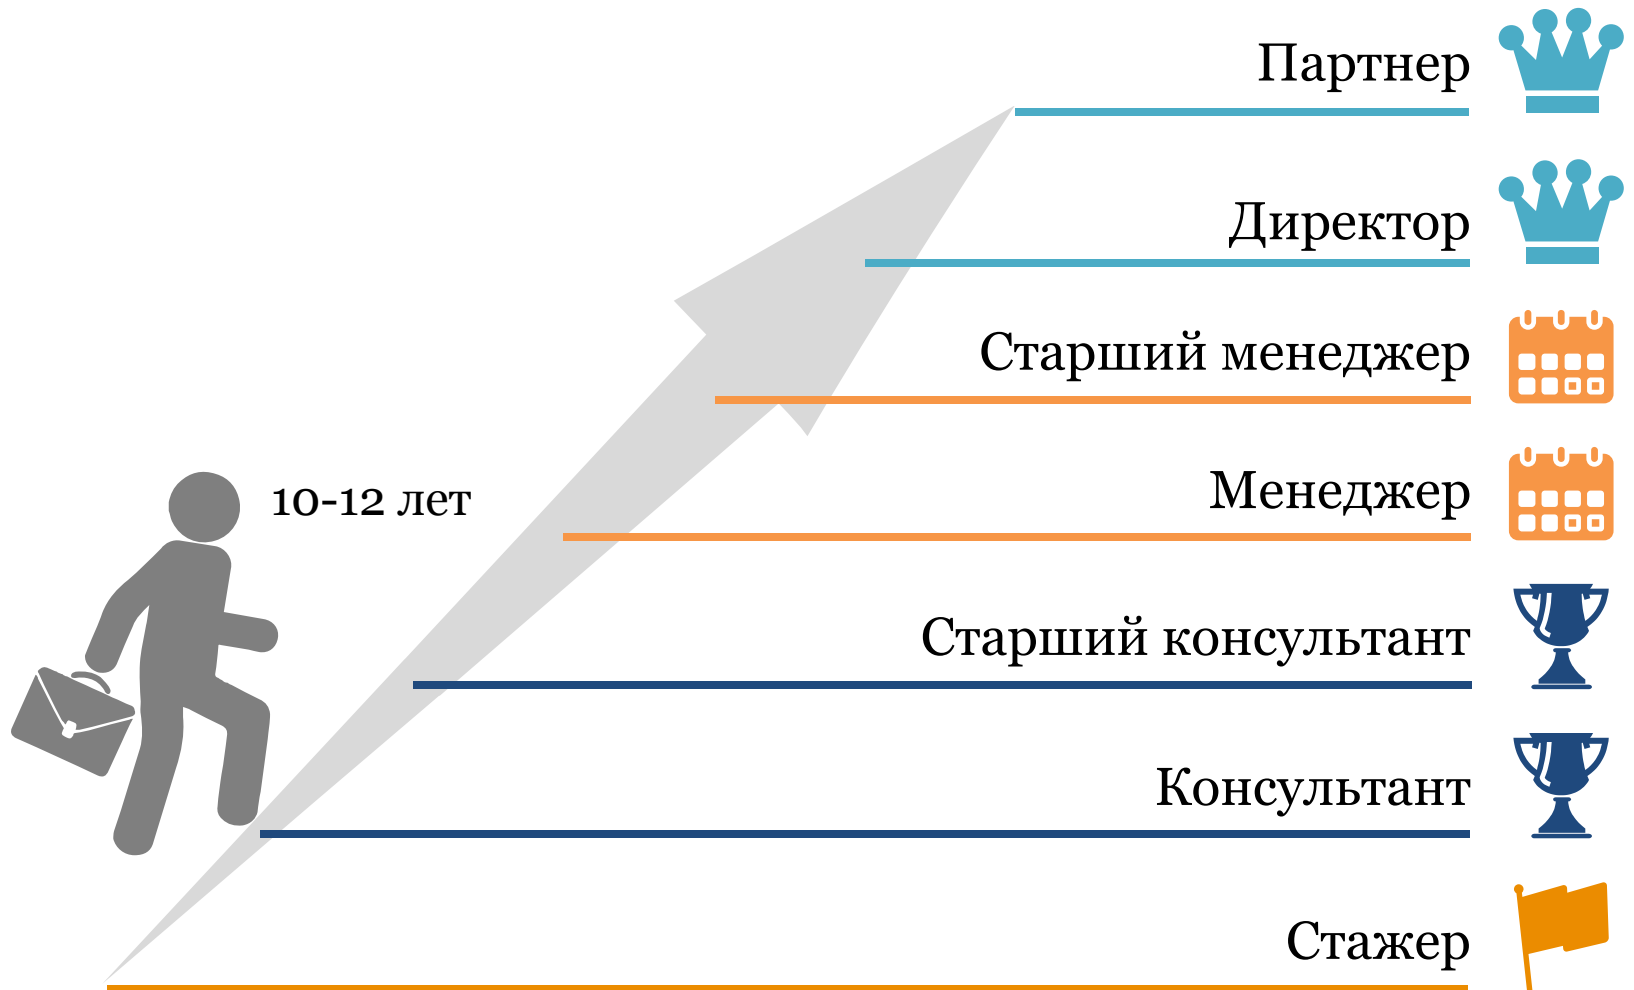 Партнер
Директор
Старший менеджер
Менеджер
10-12 лет
Старший консультант
Консультант
Стажер